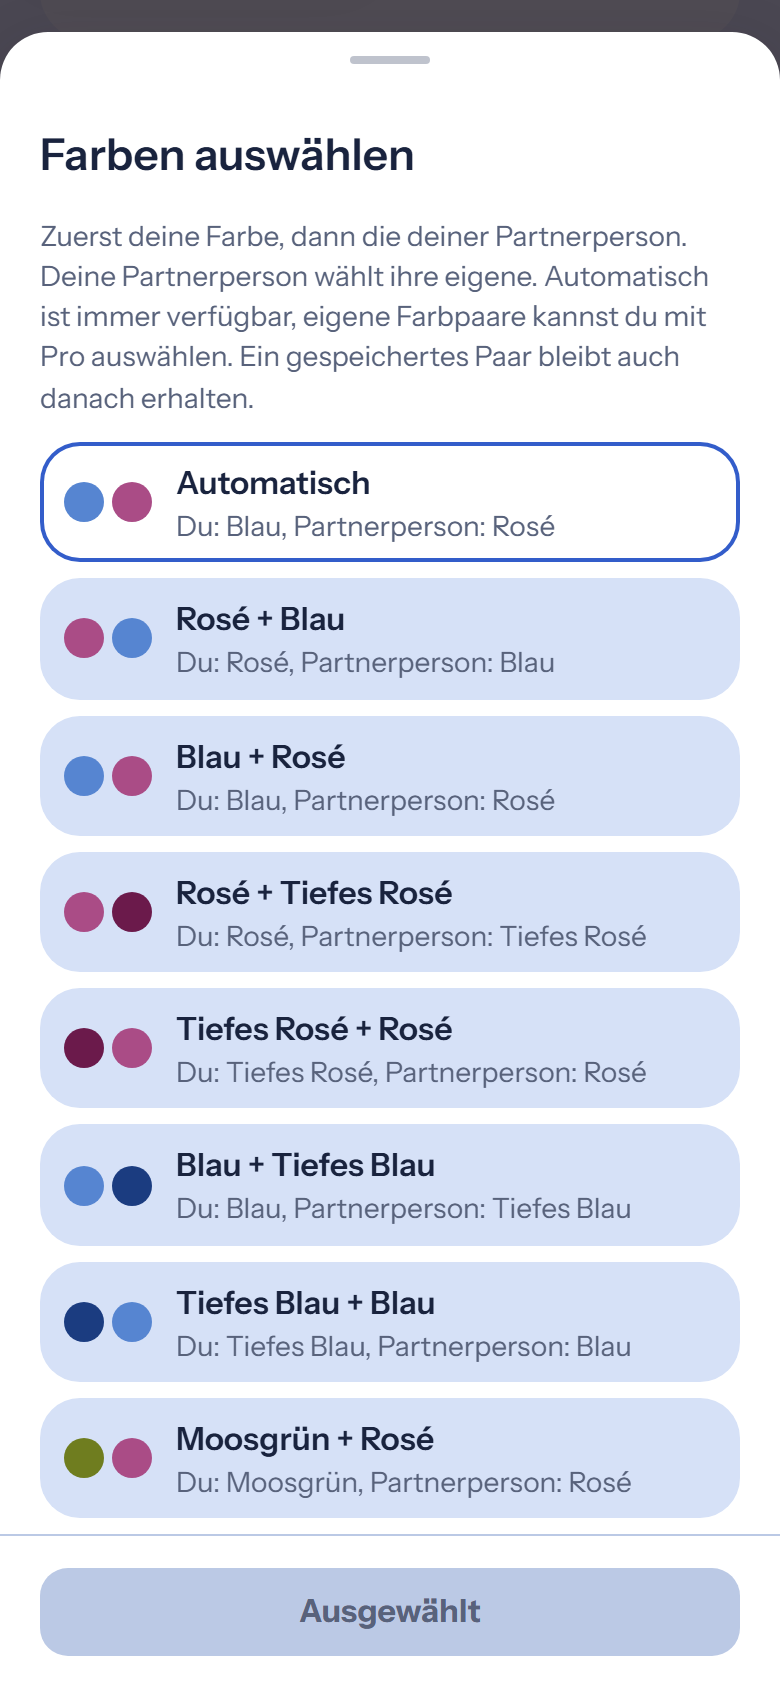 Farben auswählen
Zuerst deine Farbe, dann die deiner Partnerperson.
Deine Partnerperson wählt ihre eigene. Automatisch
ist immer verfügbar, eigene Farbpaare kannst du mit
Pro auswählen. Ein gespeichertes Paar bleibt auch
danach erhalten.
Automatisch
Du: Blau, Partnerperson: Rosé
Rosé + Blau
Du: Rosé, Partnerperson: Blau
Blau + Rosé
Du: Blau, Partnerperson: Rosé
Rosé + Tiefes Rosé
Du: Rosé, Partnerperson: Tiefes Rosé
Tiefes Rosé + Rosé
Du: Tiefes Rosé, Partnerperson: Rosé
Blau + Tiefes Blau
Du: Blau, Partnerperson: Tiefes Blau
Tiefes Blau + Blau
Du: Tiefes Blau, Partnerperson: Blau
Moosgrün + Rosé
Du: Moosgrün, Partnerperson: Rosé
Ausgewählt